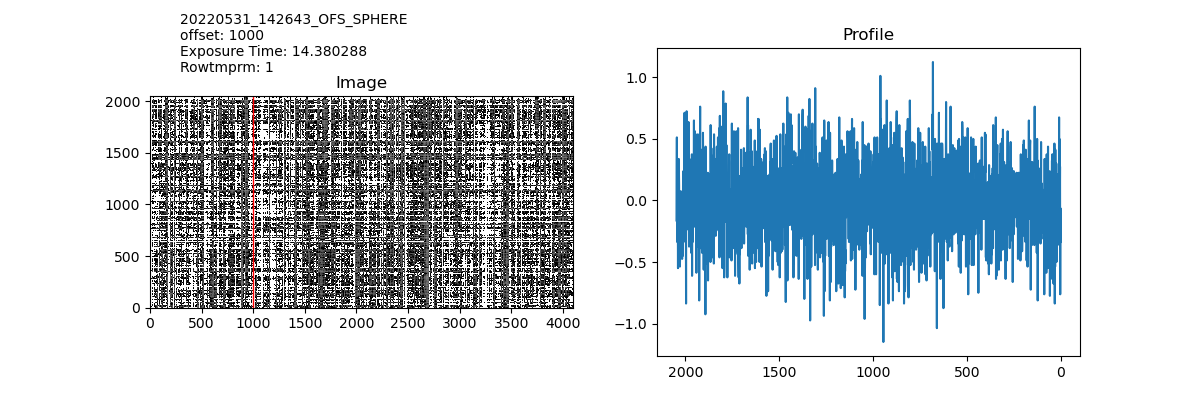 20220531_142643_OFS_SPHERE
offset: 1000
Exposure Time: 14.380288
Rowtmprm: 1
Image
2000
1500
1000
500
0
0 500 1000 1500 2000 2500 3000 3500 4000
Profile
1.0
0.5
0.0
−0.5
−1.0
2000 1500 1000 500 0